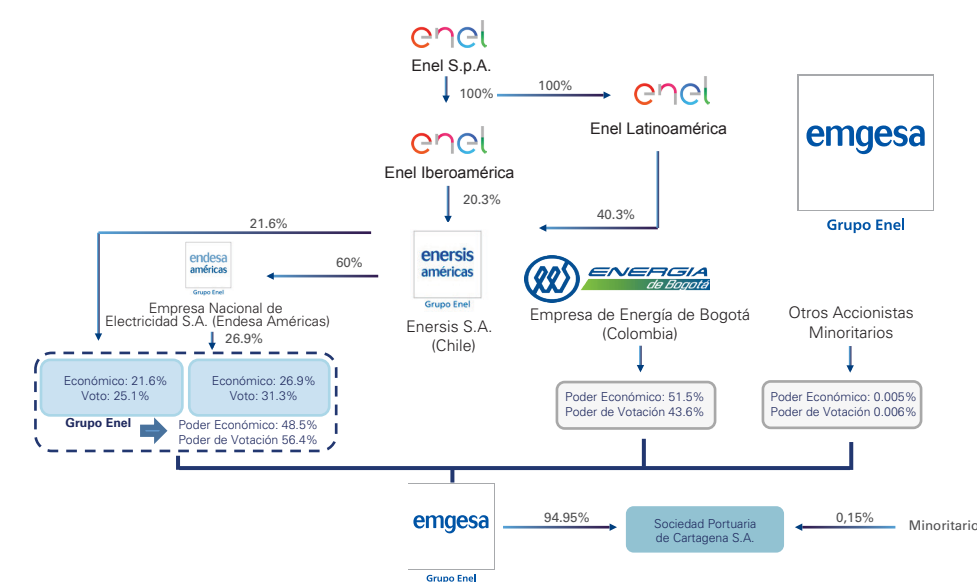 enel
Enel S.p.A.
100%
100%
enel
Enel Latinoamérica
enel
Enel Iberoamérica
emgesa
Grupo Enel
20.3%
40.3%
21.6%
endesa
américas
Grupo Enel
60%
enersis
américas
Grupo Enel
ENERGIA
de Bogotá
Empresa Nacional de
Electricidad S.A. (Endesa Américas)
Enersis S.A.
(Chile)
Empresa de Energía de Bogotá
(Colombia)
Otros Accionistas
Minoritarios
26.9%
Económico: 21.6%
Voto: 25.1%
Económico: 26.9%
Voto: 31.3%
Grupo Enel
Poder Económico: 48.5%
Poder de Votación 56.4%
Poder Económico: 51.5%
Poder de Votación 43.6%
Poder Económico: 0.005%
Poder de Votación 0.006%
emgesa
Grupo Enel
94.95%
Sociedad Portuaria
de Cartagena S.A.
0,15%
Minoritario